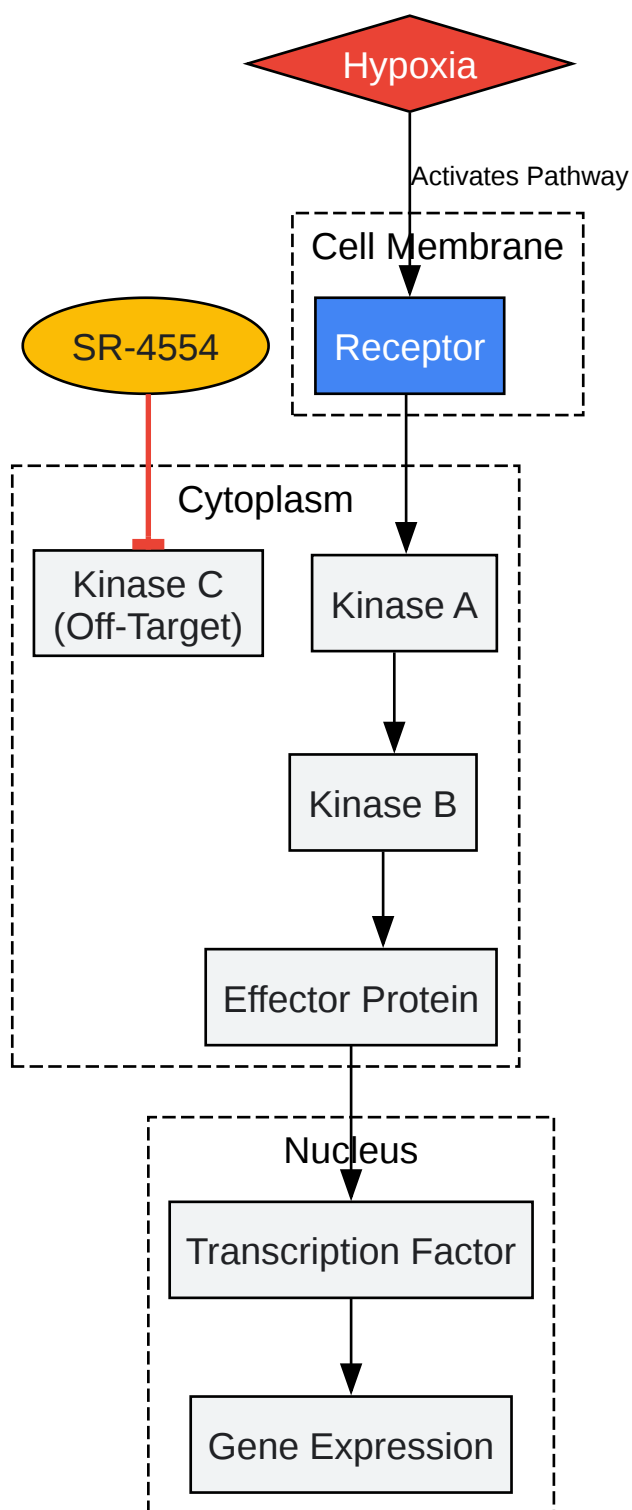 Hypoxia
Activates Pathway
Cell Membrane
Receptor
SR-4554
Cytoplasm
Kinase C
(Off-Target)
Kinase A
Kinase B
Effector Protein
Nucleus
Transcription Factor
Gene Expression